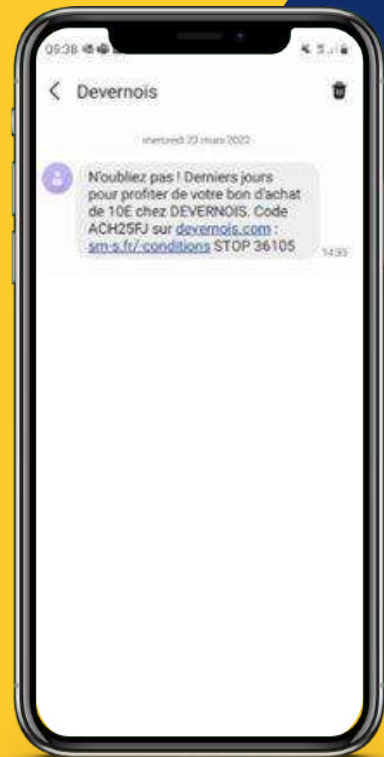 09:38
Devernois
mercredi 23 mars 2022
N'oubliez pas ! Derniers jours
pour profiter de votre bon d'achat
de 10E chez DEVERNOIS. Code
ACH25FJ sur devernois.com :
sm-s.fr/-conditions STOP 36105
14:35